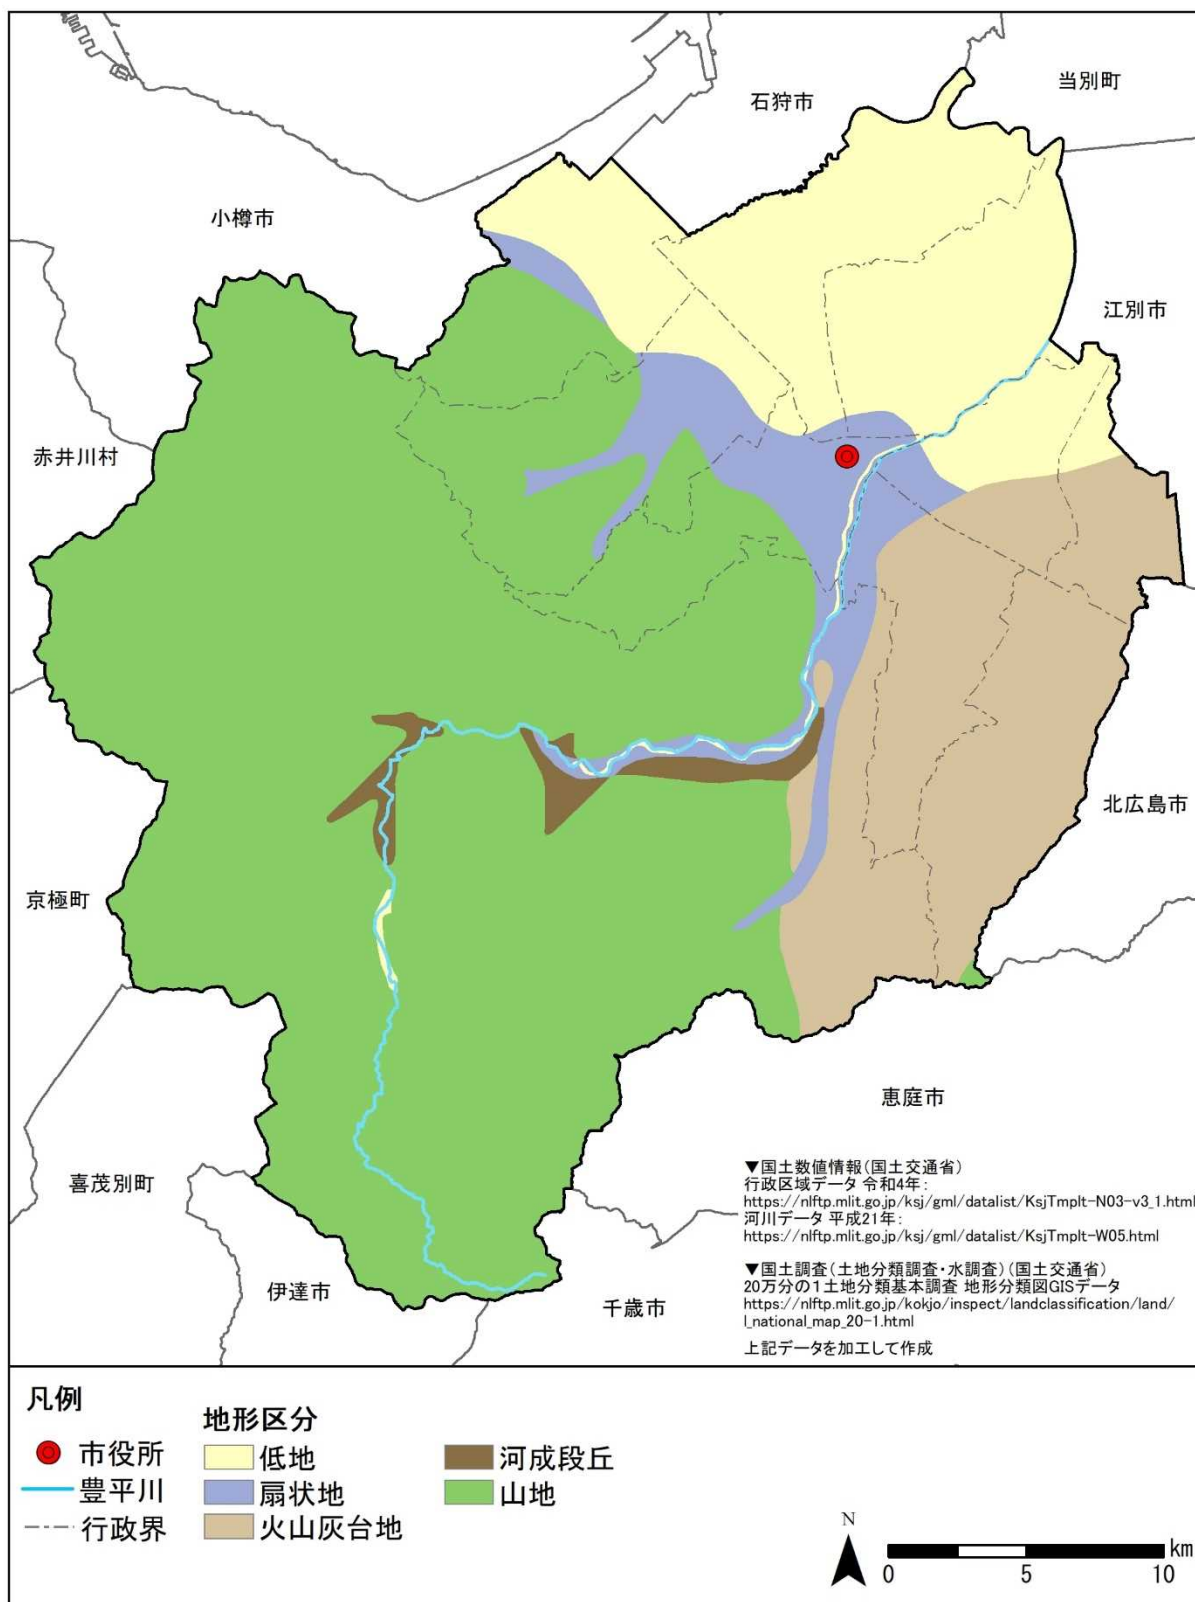 当別町
石狩市
小樽市
江別市
赤井川村
北広島市
京極町
恵庭市
喜茂別町
伊達市
千歳市
▼国土数値情報(国土交通省)
行政区域データ 令和4年:
https://nlftp.mlit.go.jp/ksj/gml/datalist/KsjTmplt-N03-v3_1.html
河川データ 平成21年:
https://nlftp.mlit.go.jp/ksj/gml/datalist/KsjTmplt-W05.html
▼国土調査(土地分類調査・水調査)(国土交通省)
20万分の1土地分類基本調査 地形分類図GISデータ
https://nlftp.mlit.go.jp/kokjo/inspect/landclassification/land/
l_national_map_20-1.html
上記データを加工して作成
凡例
市役所
豊平川
行政界
地形区分
低地
扇状地
火山灰台地
河成段丘
山地
N
km
0 5 10